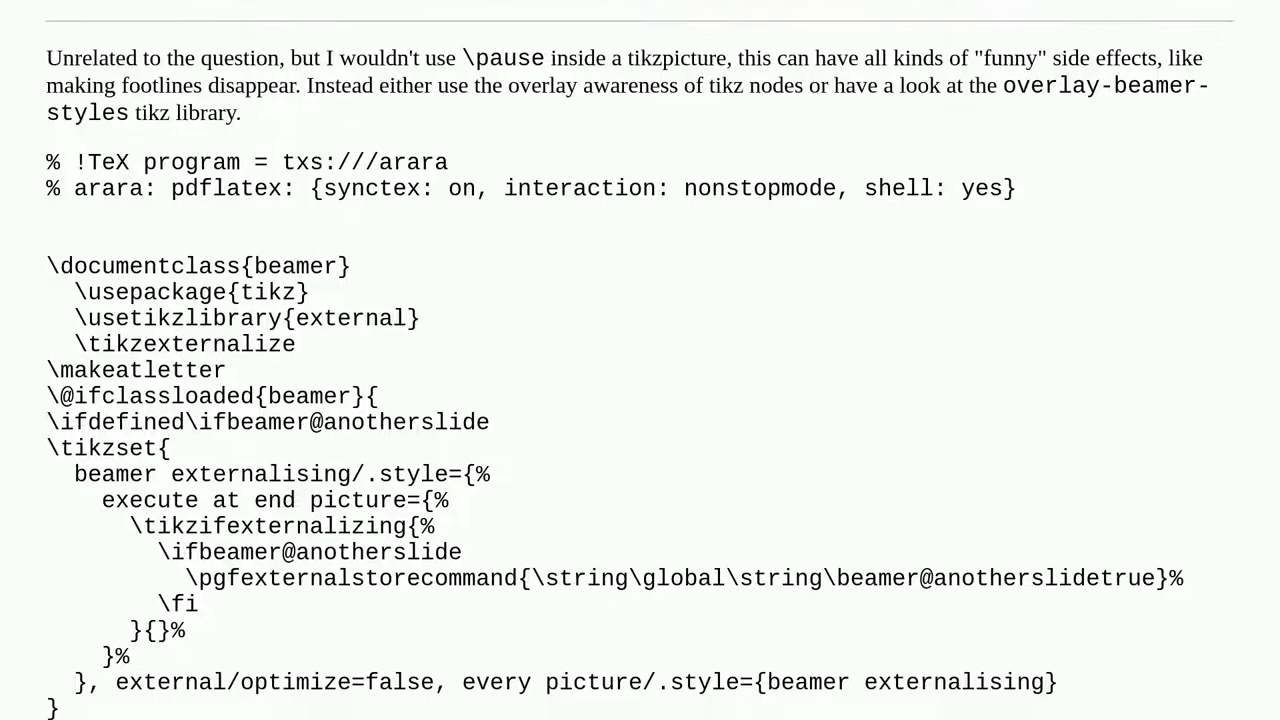 Unrelated to the question, but I wouldn't use \pause inside a tikzpicture, this can have all kinds of "funny" side effects, like
making footlines disappear. Instead either use the overlay awareness of tikz nodes or have a look at the overlay-beamer-
styles tikz library.
% !TeX program = txs:///arara
% arara: pdflatex: {synctex: on, interaction: nonstopmode, shell: yes}
\documentclass{beamer}
  \usepackage{tikz}
  \usetikzlibrary{external}
  \tikzexternalize
\makeatletter
\@ifclassloaded{beamer}{
\ifdefined\ifbeamer@anotherslide
\tikzset{
  beamer externalising/.style={%
    execute at end picture={%
      \tikzifexternalizing{%
        \ifbeamer@anotherslide
          \pgfexternalstorecommand{\string\global\string\beamer@anotherslidetrue}%
        \fi
      }{}%
    }%
  }, external/optimize=false, every picture/.style={beamer externalising}
}